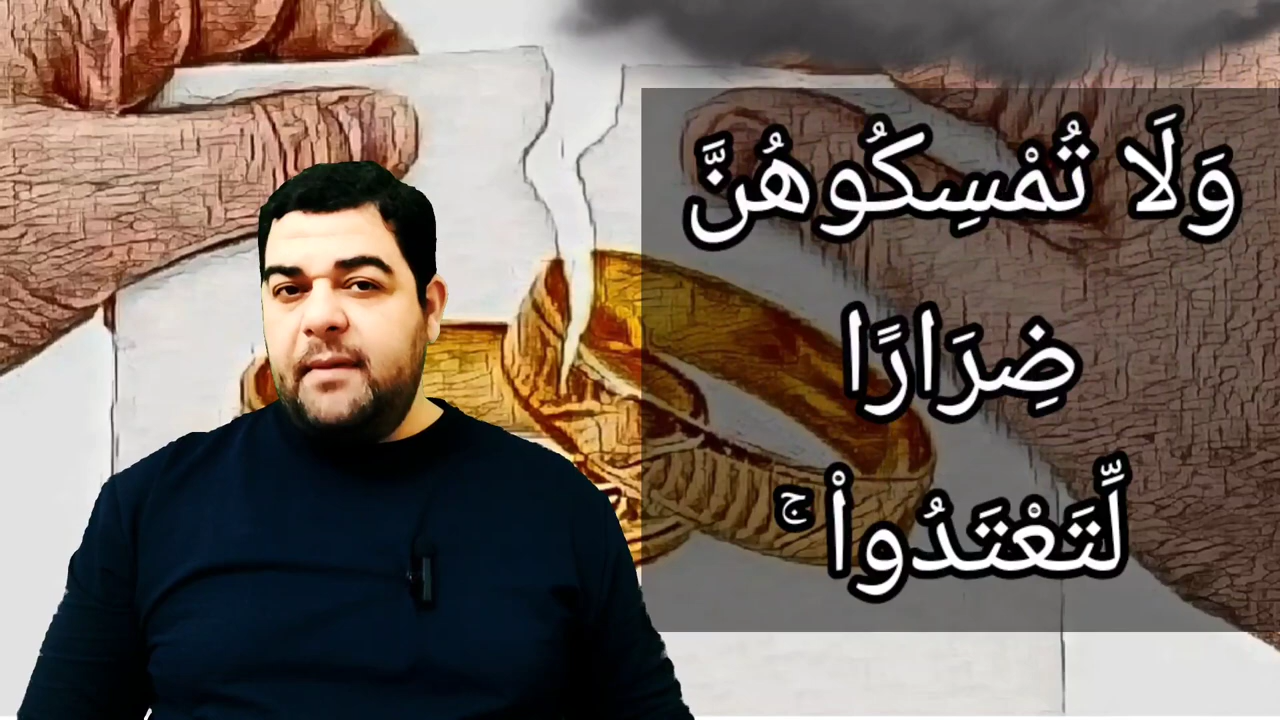 وَلَا تُمْسِكُوهُنَّ
ضِرَارًا
لِّتَعْتَدُوا۟ ۚ